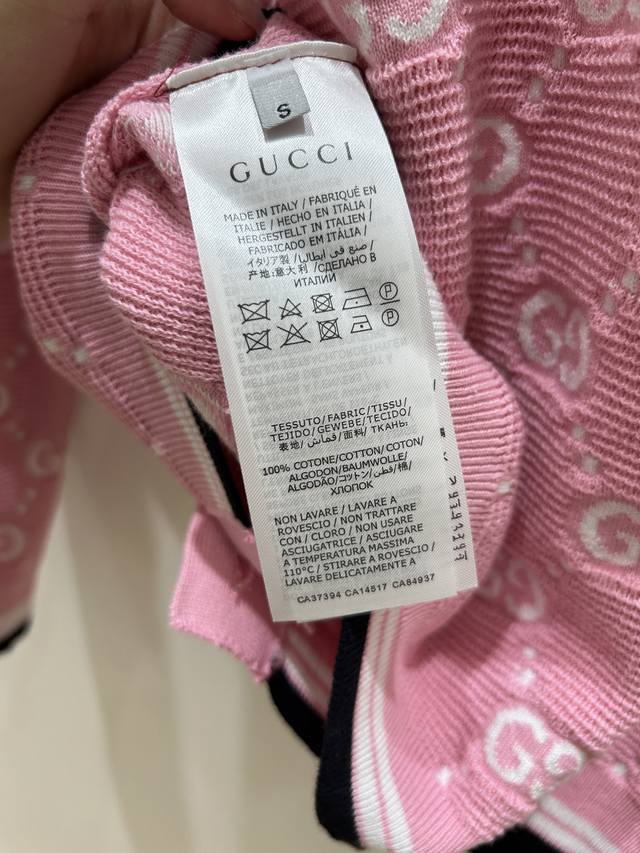 S
GUCCI
MADE IN ITALY / FABRIQUÉ EN
ITALIE / HECHO EN ITALIA /
HERGESTELLT IN ITALIEN /
FABRICADO EM ITÁLIA /
イタリア製 / صنع في ايطاليا /
产地:意大利 / СДЕЛАНО В
ИТАЛИИ
P
P
TESSUTO / FABRIC / TISSU /
TEJIDO / GEWEBE / TECIDO /
表地 / قماش / 面料 / ТКАНЬ:
100% COTONE/COTTON/COTON/
ALGODON/BAUMWOLLE/
ALGODÃO/コットン/قطن/棉/
ХЛОПОК
NON LAVARE / LAVARE A
ROVESCIO / NON TRATTARE
CON / CLORO / NON USARE
ASCIUGATRICE / ASCIUGARE
A TEMPERATURA MASSIMA
110°C / STIRARE A ROVESCIO /
LAVARE DELICATAMENTE A
CA37394 CA14517 CA84937